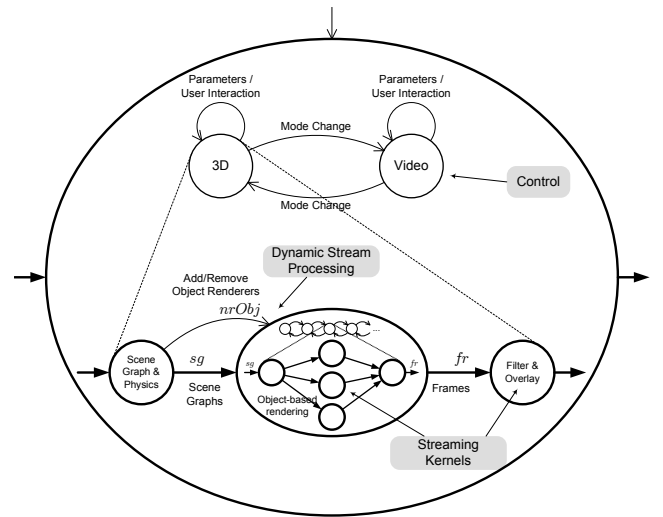 Parameters /
User Interaction
Parameters /
User Interaction
Mode Change
3D
Video
Control
Mode Change
Dynamic Stream
Processing
Add/Remove
Object Renderers
nrObj
...
Scene
Graph &
Physics
sg
Scene
Graphs
sg
fr
Object-based
rendering
fr
Frames
Filter &
Overlay
Streaming
Kernels